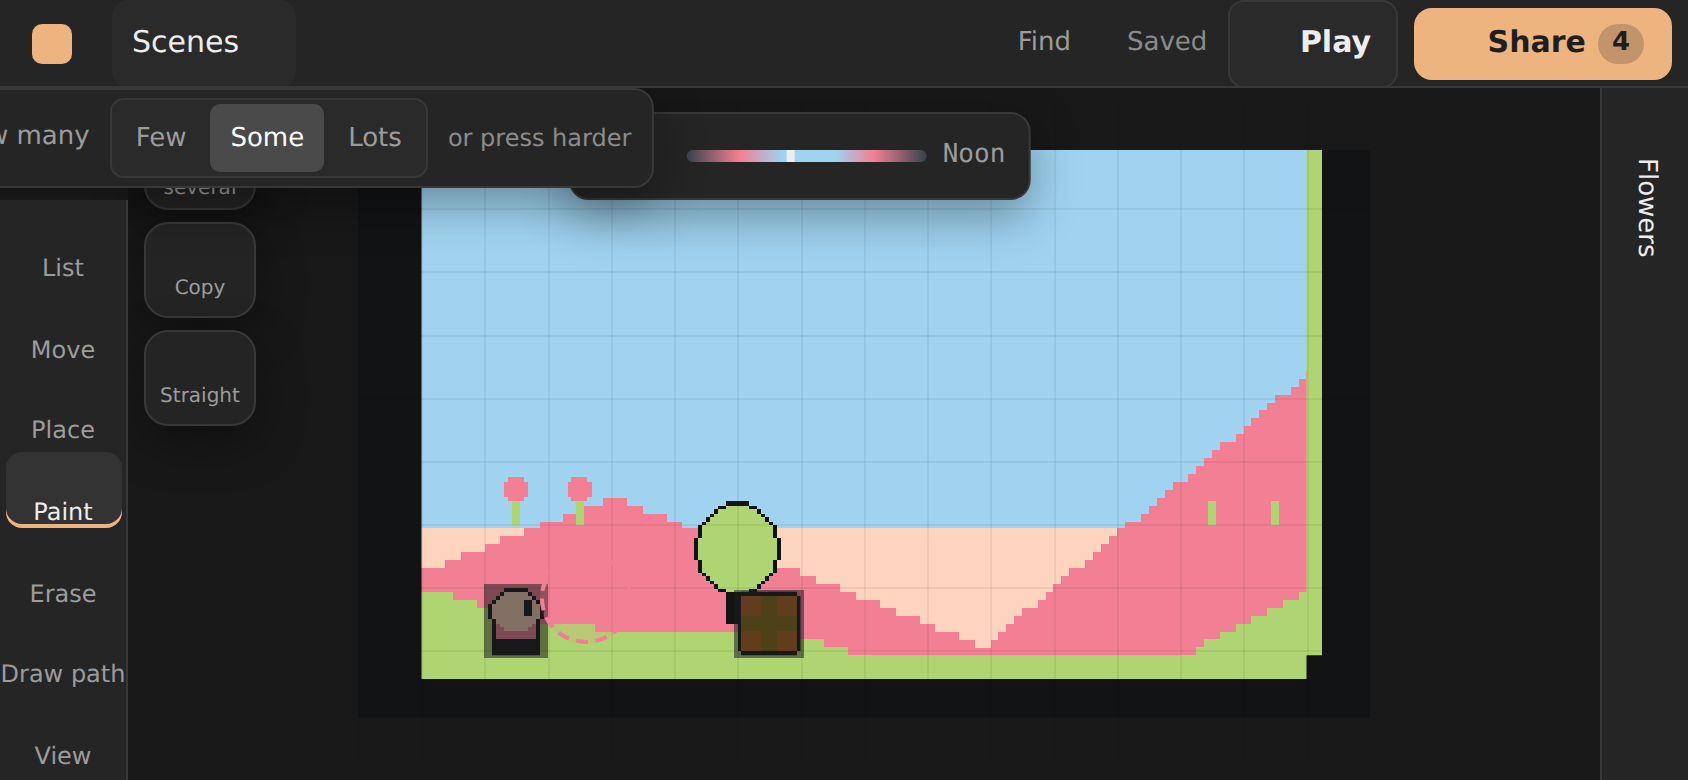 Scenes
Find
Saved
Play
Share 4
many
Few
Some
Lots
or press harder
Noon
several
List
Move
Place
Paint
Erase
Draw path
View
Copy
Straight
Flowers